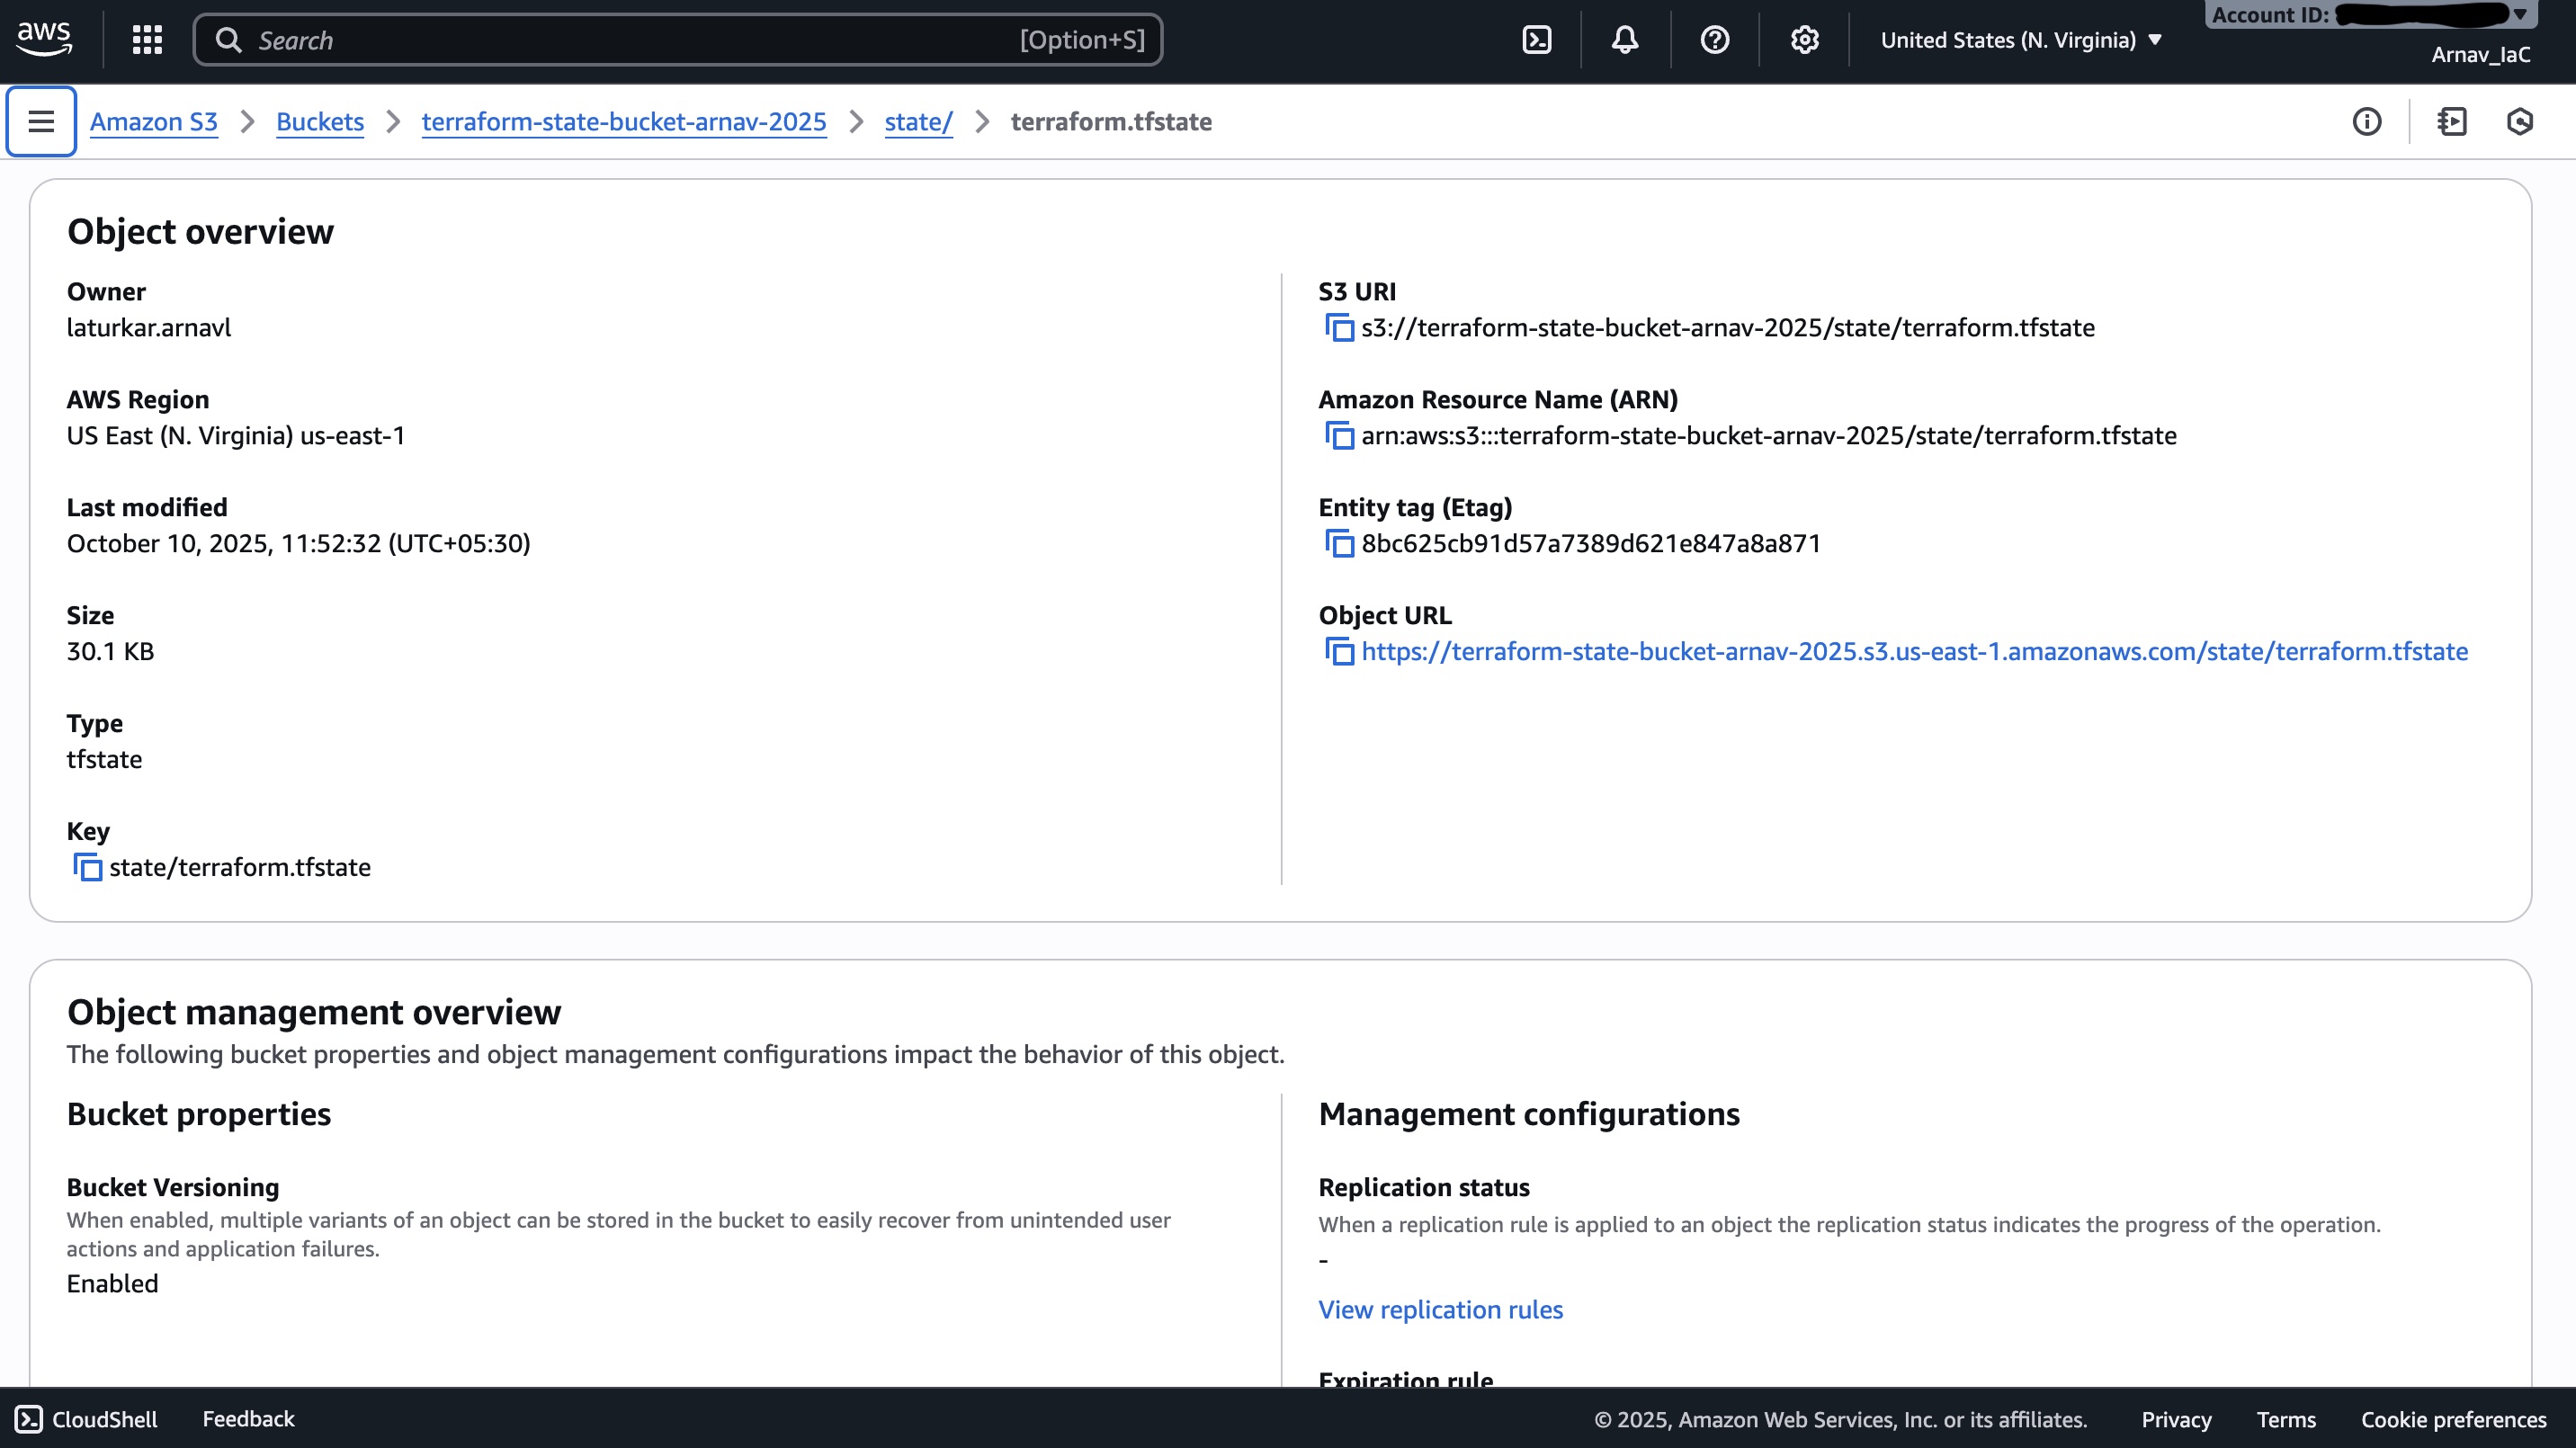 aws
Search
[Option+S]
United States (N. Virginia)
Account ID:
Arnav_IaC
Amazon S3
Buckets
terraform-state-bucket-arnav-2025
state/
terraform.tfstate
Object overview
Owner
laturkar.arnavl
AWS Region
US East (N. Virginia) us-east-1
Last modified
October 10, 2025, 11:52:32 (UTC+05:30)
Size
30.1 KB
Type
tfstate
Key
state/terraform.tfstate
S3 URI
s3://terraform-state-bucket-arnav-2025/state/terraform.tfstate
Amazon Resource Name (ARN)
arn:aws:s3:::terraform-state-bucket-arnav-2025/state/terraform.tfstate
Entity tag (Etag)
8bc625cb91d57a7389d621e847a8a871
Object URL
https://terraform-state-bucket-arnav-2025.s3.us-east-1.amazonaws.com/state/terraform.tfstate
Object management overview
The following bucket properties and object management configurations impact the behavior of this object.
Bucket properties
Bucket Versioning
When enabled, multiple variants of an object can be stored in the bucket to easily recover from unintended user
actions and application failures.
Enabled
Management configurations
Replication status
When a replication rule is applied to an object the replication status indicates the progress of the operation.
-
View replication rules
Expiration rule
CloudShell
Feedback
© 2025, Amazon Web Services, Inc. or its affiliates.
Privacy
Terms
Cookie preferences